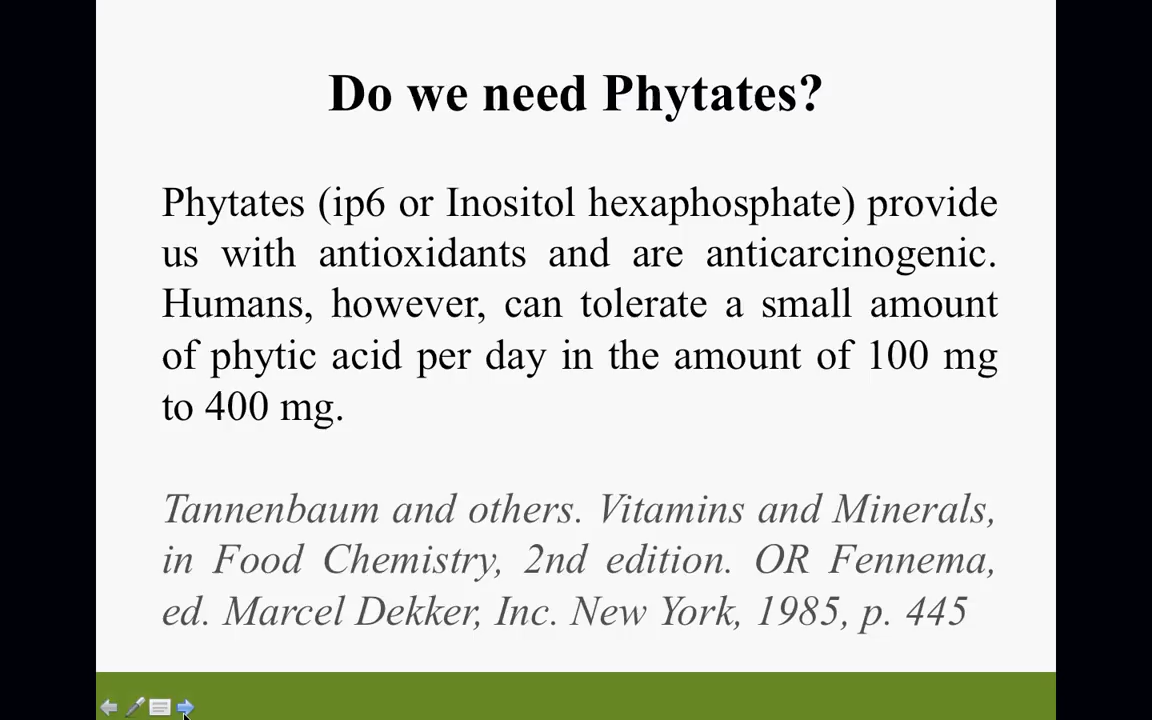 Do we need Phytates?
Phytates (ip6 or Inositol hexaphosphate) provide
us with antioxidants and are anticarcinogenic.
Humans, however, can tolerate a small amount
of phytic acid per day in the amount of 100 mg
to 400 mg.
Tannenbaum and others. Vitamins and Minerals,
in Food Chemistry, 2nd edition. OR Fennema,
ed. Marcel Dekker, Inc. New York, 1985, p. 445